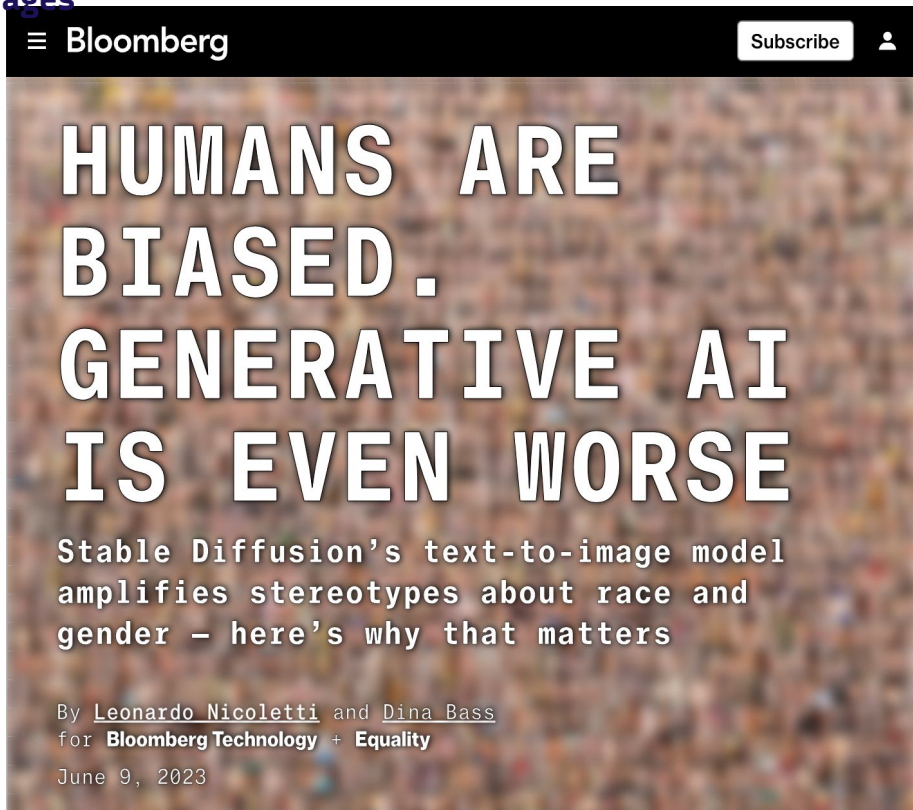 ages
Bloomberg
Subscribe
HUMANS ARE
BIASED.
GENERATIVE AI
IS EVEN WORSE
Stable Diffusion’s text-to-image model
amplifies stereotypes about race and
gender — here’s why that matters
By Leonardo Nicoletti and Dina Bass
for Bloomberg Technology + Equality
June 9, 2023